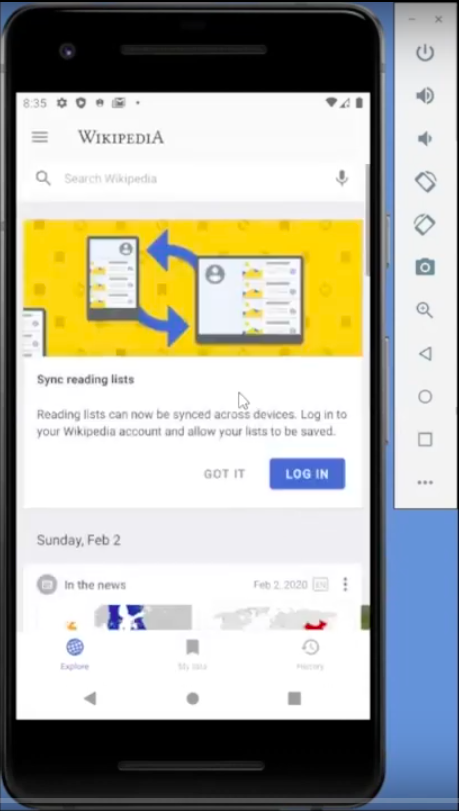 8:35
WIKIPEDIA
Search Wikipedia
Sync reading lists
Reading lists can now be synced across devices. Log in to
your Wikipedia account and allow your lists to be saved.
GOT IT
LOG IN
Sunday, Feb 2
In the news
Feb 2, 2020
Explore
My lists
History